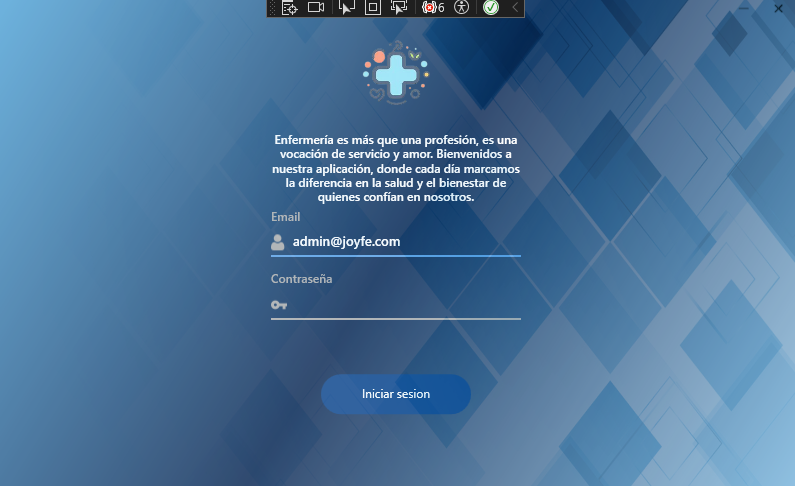 6
Enfermería es más que una profesión, es una
vocación de servicio y amor. Bienvenidos a
nuestra aplicación, donde cada día marcamos
la diferencia en la salud y el bienestar de
quienes confían en nosotros.
Email
admin@joyfe.com
Contraseña
Iniciar sesion